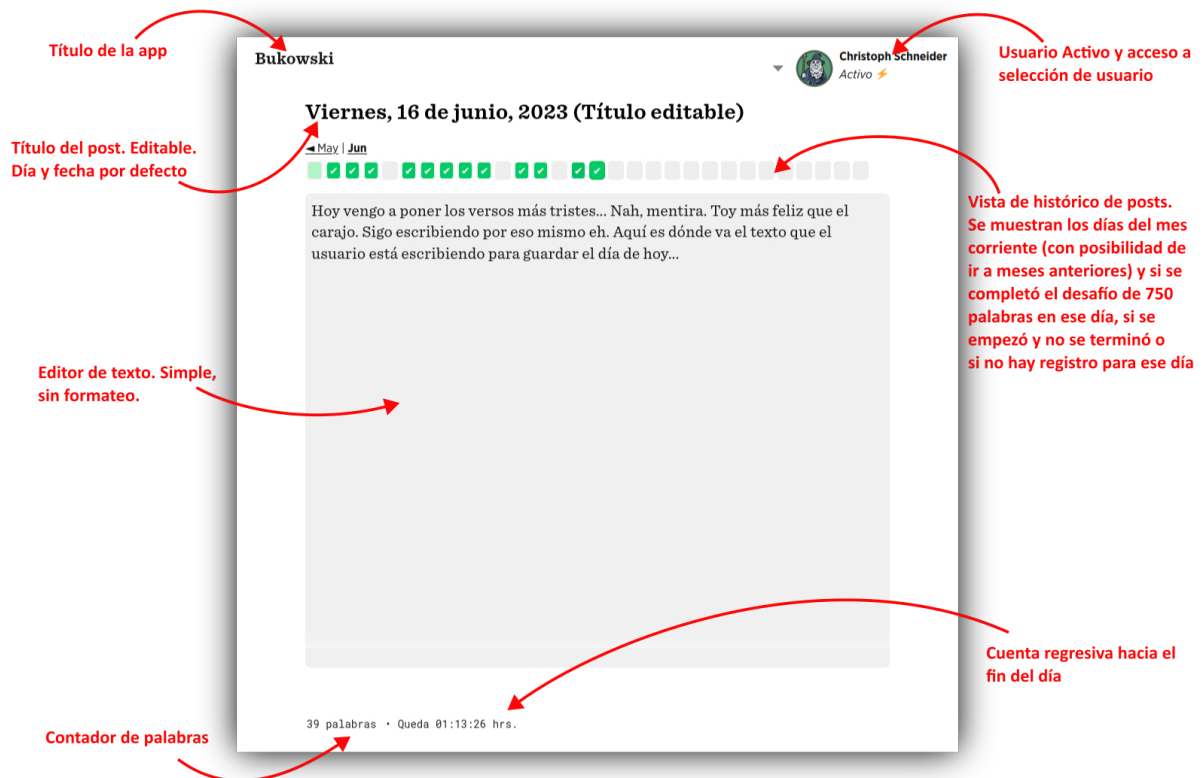 Título de la app
Bukowski
Christoph Schneider
Activo ⚡
Usuario Activo y acceso a
selección de usuario
Viernes, 16 de junio, 2023 (Título editable)
Título del post. Editable.
Día y fecha por defecto
◄ May | Jun
Vista de histórico de posts.
Se muestran los días del mes
corriente (con posibilidad de
ir a meses anteriores) y si se
completó el desafío de 750
palabras en ese día, si se
empezó y no se terminó o
si no hay registro para ese día
Hoy vengo a poner los versos más tristes... Nah, mentira. Toy más feliz que el
carajo. Sigo escribiendo por eso mismo eh. Aquí es dónde va el texto que el
usuario está escribiendo para guardar el día de hoy...
Editor de texto. Simple,
sin formateo.
Cuenta regresiva hacia el
fin del día
39 palabras • Queda 01:13:26 hrs.
Contador de palabras